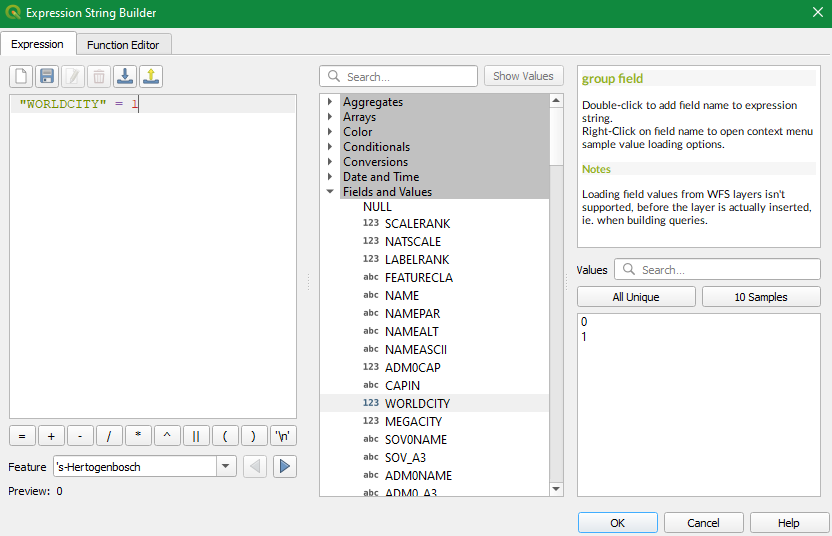 Expression String Builder
Expression
Function Editor
"WORLDCITY" = 1
= + - / * ^ || ( ) '\n'
Feature 's-Hertogenbosch
Preview: 0
Search...
Show Values
Aggregates
Arrays
Color
Conditionals
Conversions
Date and Time
Fields and Values
NULL
123 SCALERANK
123 NATSCALE
123 LABELRANK
abc FEATURECLA
abc NAME
abc NAMEPAR
abc NAMEALT
abc NAMEASCII
123 ADM0CAP
abc CAPIN
123 WORLDCITY
123 MEGACITY
abc SOV0NAME
abc SOV_A3
abc ADM0NAME
abc ADM0_A3
group field
Double-click to add field name to expression
string.
Right-Click on field name to open context menu
sample value loading options.
Notes
Loading field values from WFS layers isn't
supported, before the layer is actually inserted,
ie. when building queries.
Values Search...
All Unique
10 Samples
0
1
OK
Cancel
Help